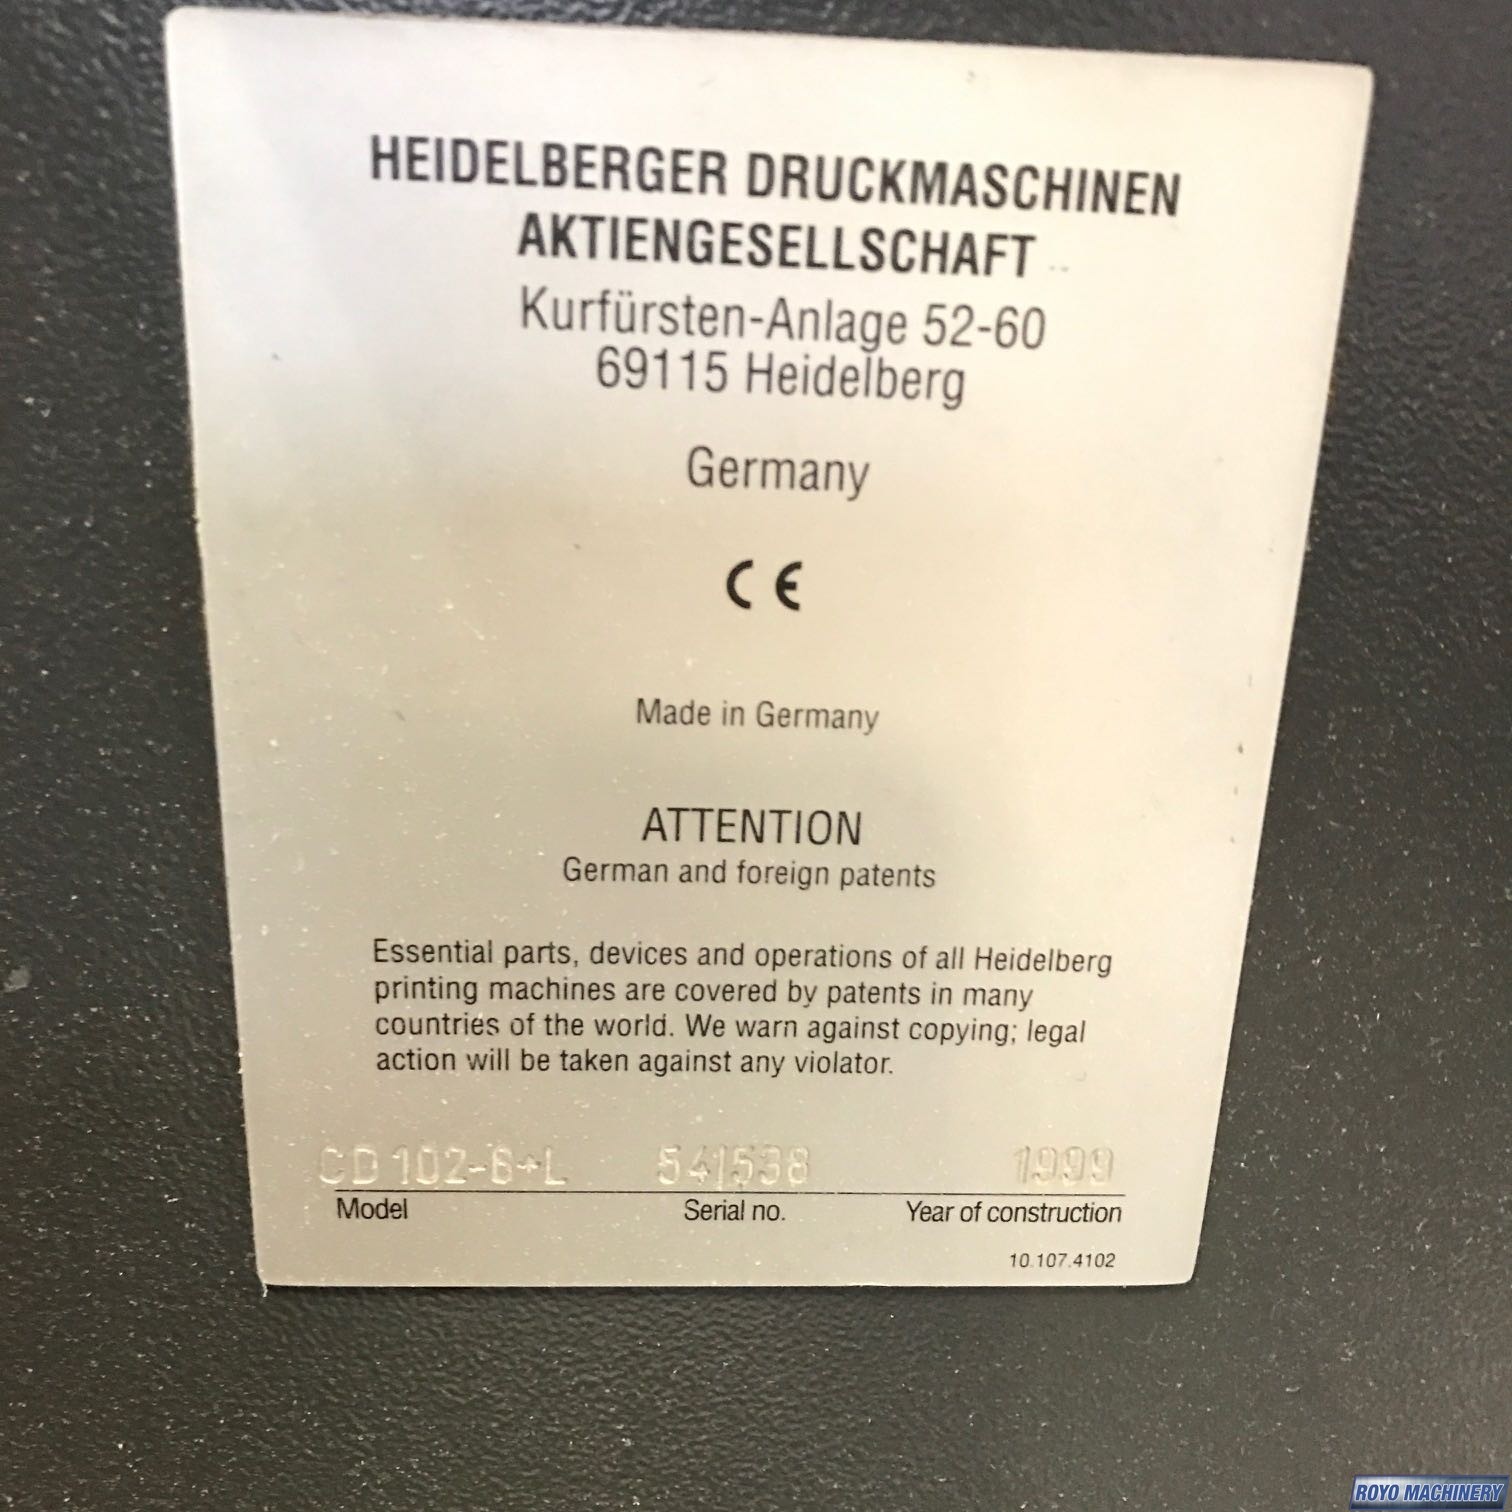 HEIDELBERGER DRUCKMASCHINEN
AKTIENGESELLSCHAFT
Kurfürsten-Anlage 52-60
69115 Heidelberg
Germany
CE
Made in Germany
ATTENTION
German and foreign patents
Essential parts, devices and operations of all Heidelberg
printing machines are covered by patents in many
countries of the world. We warn against copying; legal
action will be taken against any violator.
CD 102-6+L 541538 1999
Model Serial no. Year of construction
10.107.4102
ROYO MACHINERY